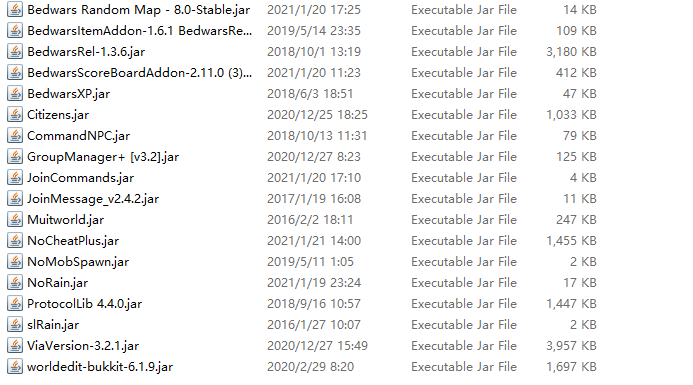 Bedwars Random Map - 8.0-Stable.jar 2021/1/20 17:25 Executable Jar File 14 KB
BedwarsItemAddon-1.6.1 BedwarsRe... 2019/5/14 23:35 Executable Jar File 109 KB
BedwarsRel-1.3.6.jar 2018/10/1 13:19 Executable Jar File 3,180 KB
BedwarsScoreBoardAddon-2.11.0 (3)... 2021/1/20 11:23 Executable Jar File 412 KB
BedwarsXP.jar 2018/6/3 18:51 Executable Jar File 47 KB
Citizens.jar 2020/12/25 18:25 Executable Jar File 1,033 KB
CommandNPC.jar 2018/10/13 11:31 Executable Jar File 79 KB
GroupManager+ [v3.2].jar 2020/12/27 8:23 Executable Jar File 125 KB
JoinCommands.jar 2021/1/20 17:10 Executable Jar File 4 KB
JoinMessage_v2.4.2.jar 2017/1/19 16:08 Executable Jar File 11 KB
Muitworld.jar 2016/2/2 18:11 Executable Jar File 247 KB
NoCheatPlus.jar 2021/1/21 14:00 Executable Jar File 1,455 KB
NoMobSpawn.jar 2019/5/11 1:05 Executable Jar File 2 KB
NoRain.jar 2021/1/19 23:24 Executable Jar File 17 KB
ProtocolLib 4.4.0.jar 2018/9/16 10:57 Executable Jar File 1,447 KB
slRain.jar 2016/1/27 10:07 Executable Jar File 2 KB
ViaVersion-3.2.1.jar 2020/12/27 15:49 Executable Jar File 3,957 KB
worldedit-bukkit-6.1.9.jar 2020/2/29 8:20 Executable Jar File 1,697 KB